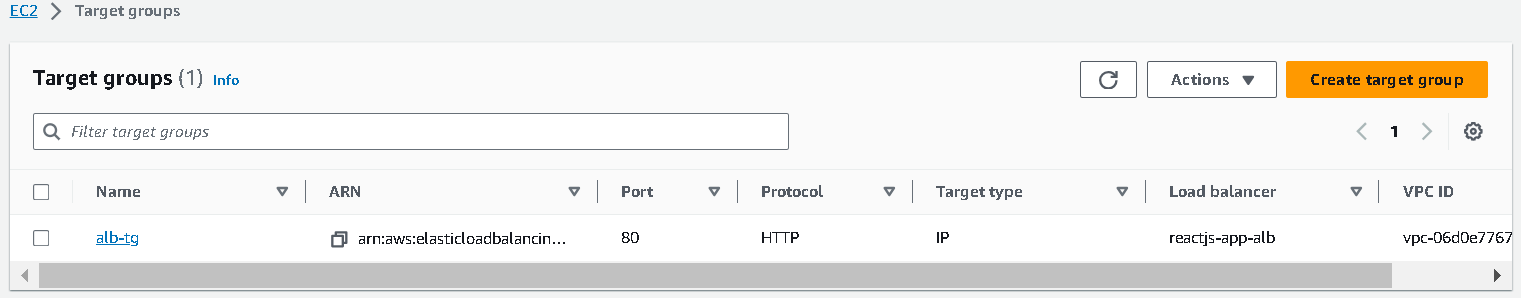 EC2 > Target groups
Target groups (1) Info
Actions
Create target group
Filter target groups
1
Name ARN Port Protocol Target type Load balancer VPC ID
alb-tg arn:aws:elasticloadbalancin... 80 HTTP IP reactjs-app-alb vpc-06d0e7767